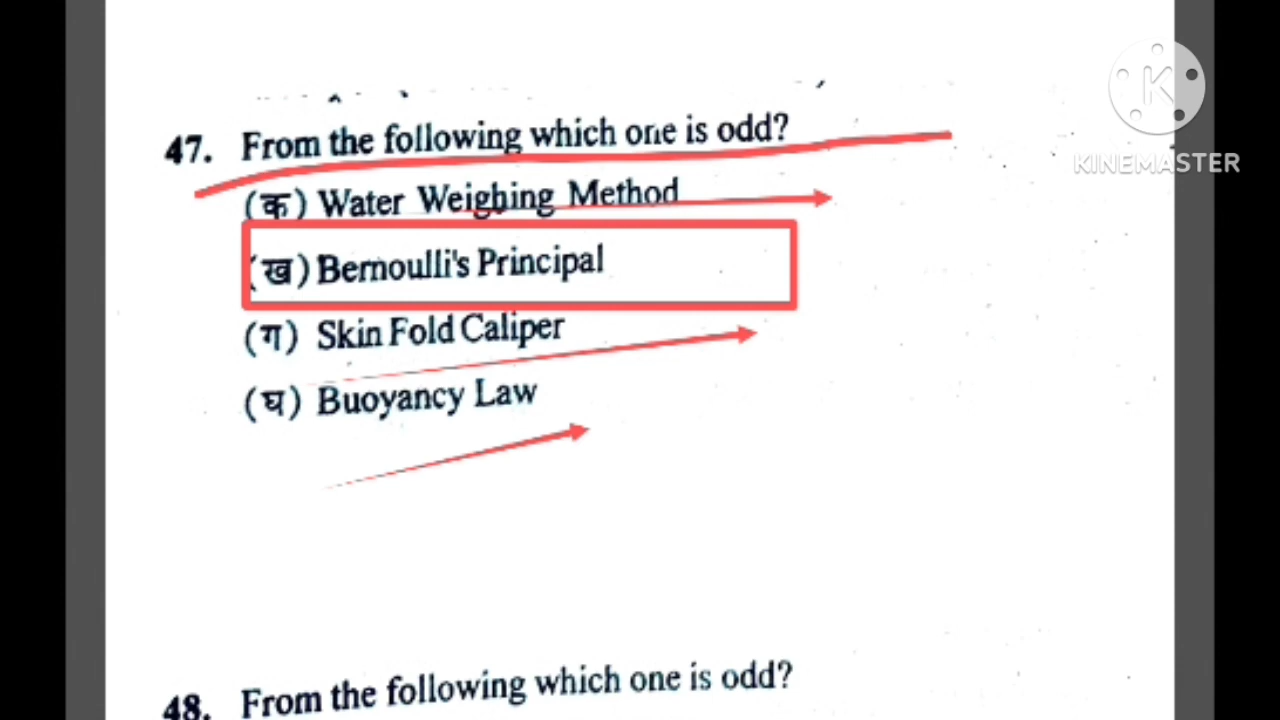 KINEMASTER
47. From the following which one is odd?
(क) Water Weighing Method
(ख) Bernoulli's Principal
(ग) Skin Fold Caliper
(घ) Buoyancy Law
48. From the following which one is odd?